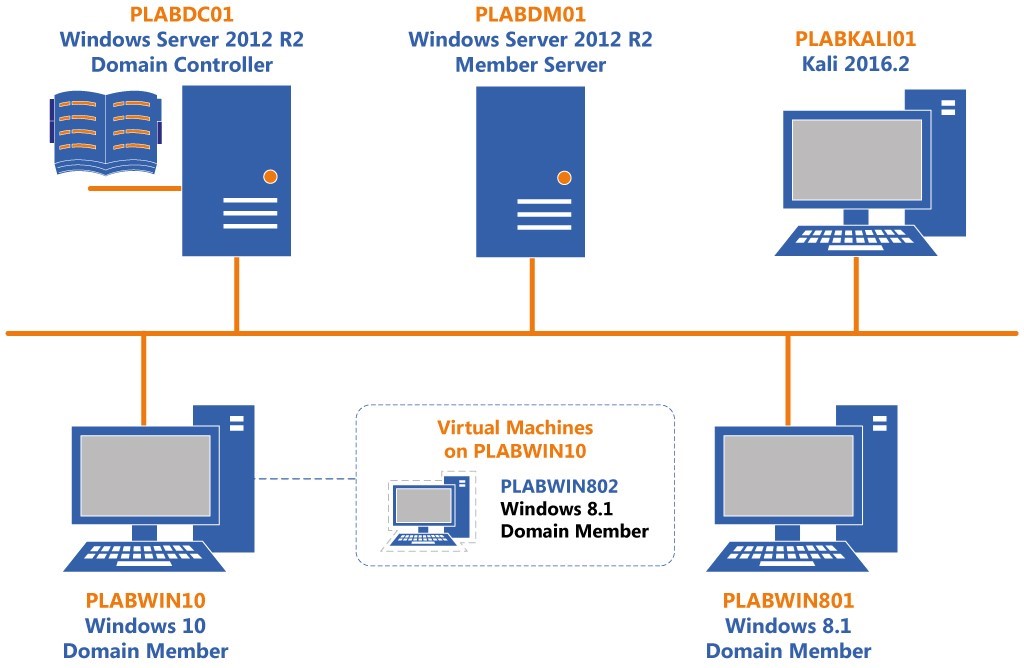 PLABDC01
Windows Server 2012 R2
Domain Controller
PLABDM01
Windows Server 2012 R2
Member Server
PLABKALI01
Kali 2016.2
Virtual Machines
on PLABWIN10
PLABWIN802
Windows 8.1
Domain Member
PLABWIN10
Windows 10
Domain Member
PLABWIN801
Windows 8.1
Domain Member